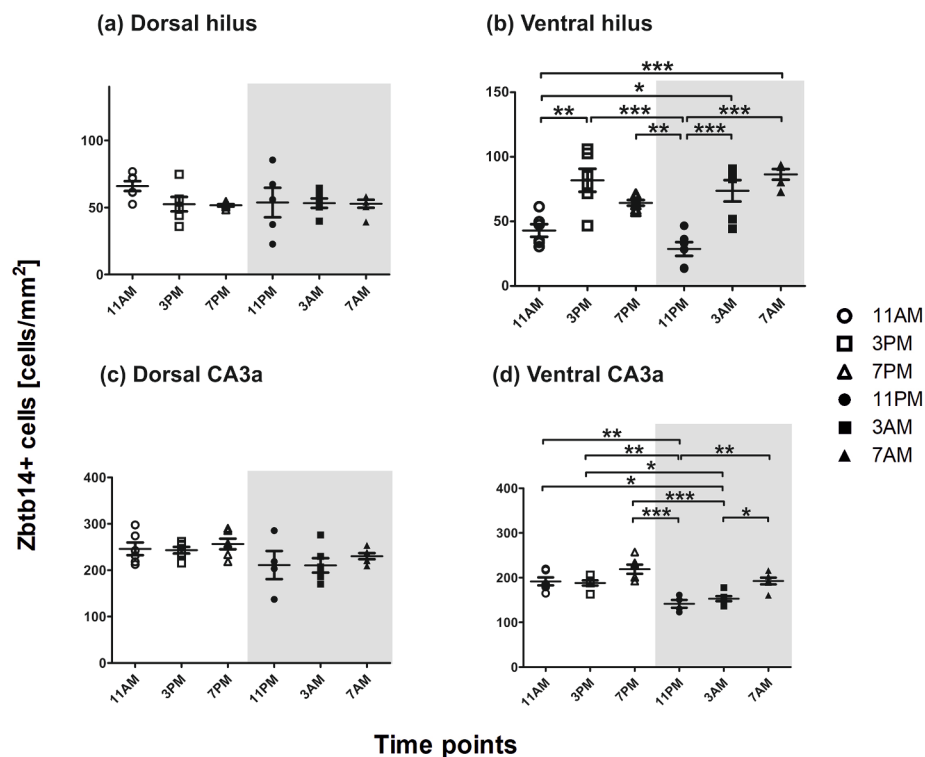 (a) Dorsal hilus
(b) Ventral hilus
***
*
** *** ***
** ***
100
50
0
11AM 3PM 7PM 11PM 3AM 7AM
150
100
50
0
11AM 3PM 7PM 11PM 3AM 7AM
Zbtb14+ cells [cells/mm²]
(c) Dorsal CA3a
(d) Ventral CA3a
400
300
200
100
0
11AM 3PM 7PM 11PM 3AM 7AM
**
** **
*
*
***
*** *
400
300
200
100
0
11AM 3PM 7PM 11PM 3AM 7AM
11AM
3PM
7PM
11PM
3AM
7AM
Time points